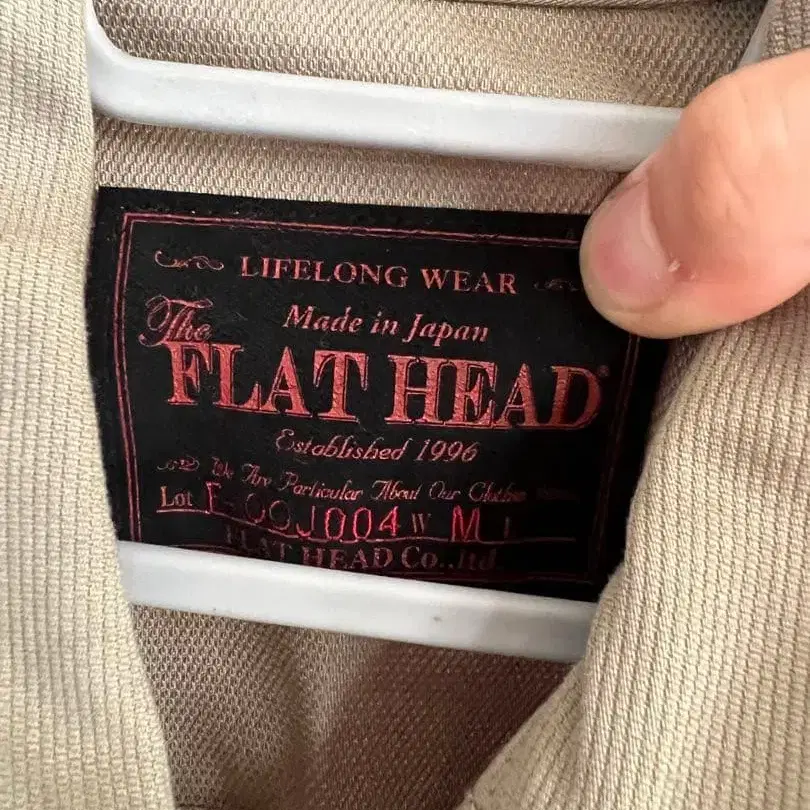 LIFELONG WEAR
Made in Japan
The
FLAT HEAD®
Established 1996
We Are Particular About Our Clothes
Lot F-OOJ004 W M
FLAT HEAD Co.,ltd.